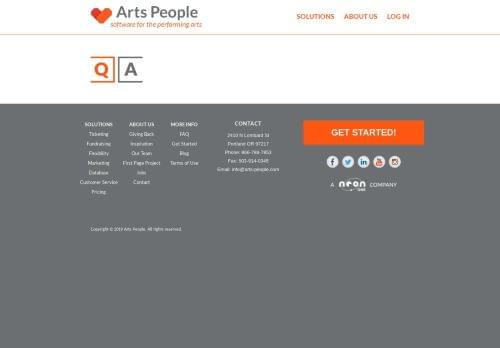 Arts People
software for the performing arts
SOLUTIONS ABOUT US LOG IN
Q A
SOLUTIONS
Ticketing
Fundraising
Flexibility
Marketing
Database
Customer Service
Pricing
ABOUT US
Giving Back
Inspiration
Our Team
First Page Project
Jobs
Contact
MORE INFO
FAQ
Get Started
Blog
Terms of Use
CONTACT
2410 N Lombard St
Portland OR 97217
Phone: 866-788-7853
Fax: 503-914-0345
Email: info@arts-people.com
GET STARTED!
A neon one COMPANY
Copyright © 2019 Arts People. All rights reserved.